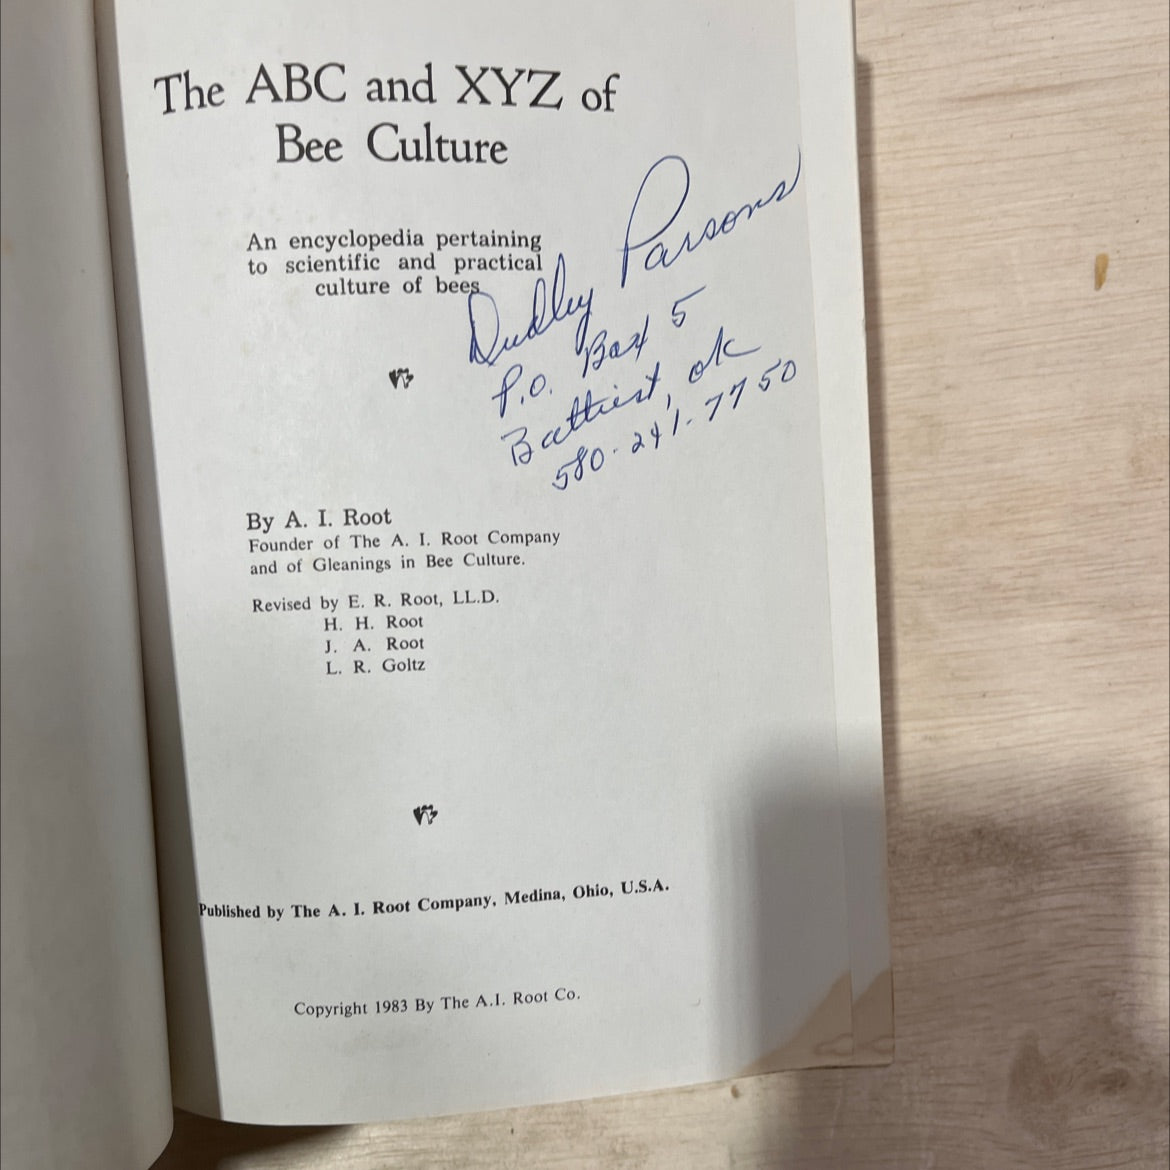 The ABC and XYZ of
Bee Culture
An encyclopedia pertaining
to scientific and practical
culture of bees
Dudley Parsons
P.O. Box 5
Battiest, ok
580-241-7750
By A. I. Root
Founder of The A. I. Root Company
and of Gleanings in Bee Culture.
Revised by E. R. Root, LL.D.
H. H. Root
J. A. Root
L. R. Goltz
Published by The A. I. Root Company, Medina, Ohio, U.S.A.
Copyright 1983 By The A.I. Root Co.